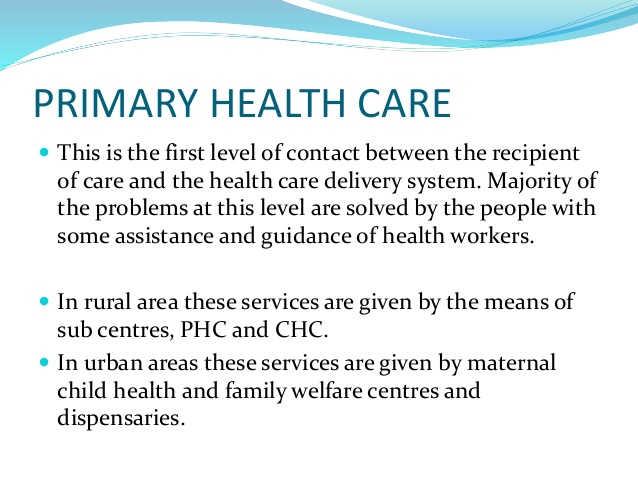 PRIMARY HEALTH CARE
• This is the first level of contact between the recipient
of care and the health care delivery system. Majority of
the problems at this level are solved by the people with
some assistance and guidance of health workers.
• In rural area these services are given by the means of
sub centres, PHC and CHC.
• In urban areas these services are given by maternal
child health and family welfare centres and
dispensaries.